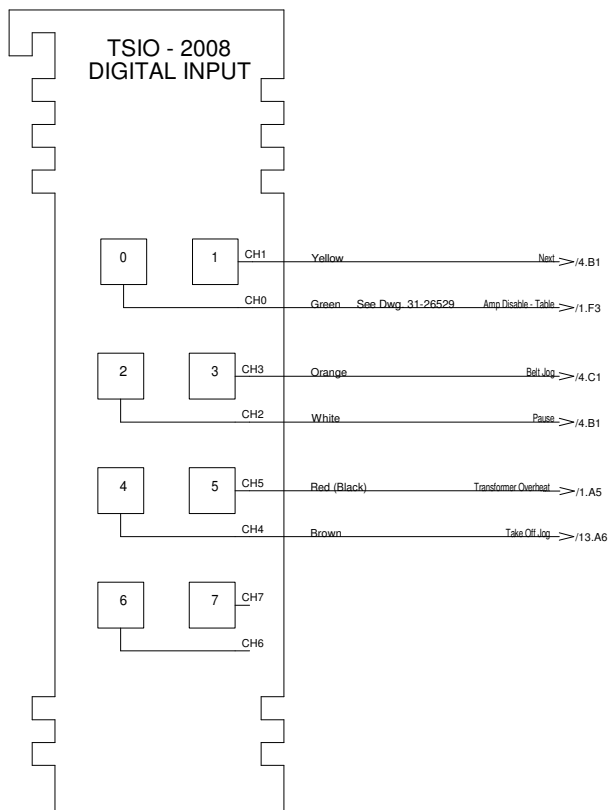 TSIO - 2008
DIGITAL INPUT
0 1 CH1 Yellow Next /4.B1
CH0 Green See Dwg. 31-26529 Amp Disable - Table /1.F3
2 3 CH3 Orange Belt Jog /4.C1
CH2 White Pause /4.B1
4 5 CH5 Red (Black) Transformer Overheat /1.A5
CH4 Brown Take Off Jog /13.A6
6 7 CH7
CH6